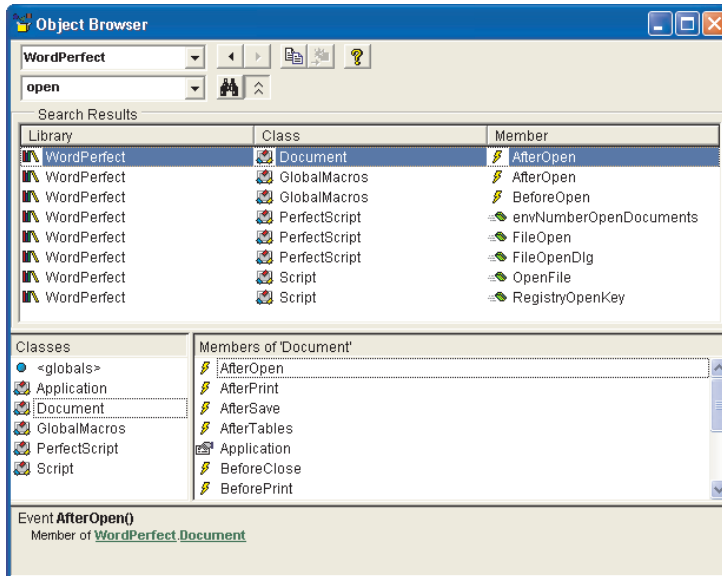 Object Browser
WordPerfect
open
Search Results
Library Class Member
WordPerfect Document AfterOpen
WordPerfect GlobalMacros AfterOpen
WordPerfect GlobalMacros BeforeOpen
WordPerfect PerfectScript envNumberOpenDocuments
WordPerfect PerfectScript FileOpen
WordPerfect PerfectScript FileOpenDlg
WordPerfect Script OpenFile
WordPerfect Script RegistryOpenKey
Classes Members of 'Document'
<globals> AfterOpen
Application AfterPrint
Document AfterSave
GlobalMacros AfterTables
PerfectScript Application
Script BeforeClose
BeforePrint
Event AfterOpen()
Member of WordPerfect.Document